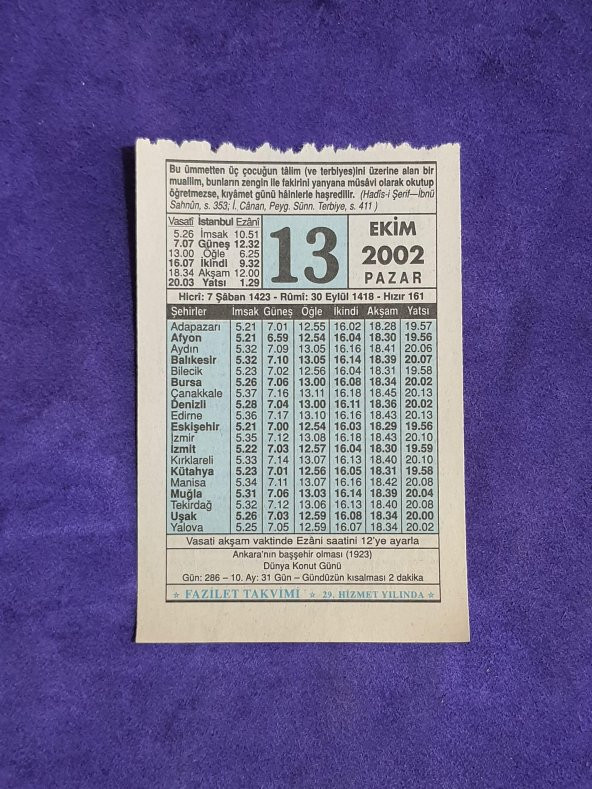 Bu ümmetten üç çocuğun tâlim (ve terbiyes)ini üzerine alan bir
muallim, bunların zengin ile fakirini yanyana müsâvi olarak okutup
öğretmezse, kıyâmet günü hâinlerle haşredilir. (Hadîs-i Şerif—İbnü
Sahnûn, s. 353; İ. Cânan, Peyg. Sünn. Terbiye, s. 411 )
Vasatî İstanbul Ezânî
5.26 İmsak 10.51
7.07 Güneş 12.32
13.00 Öğle 6.25
16.07 İkindi 9.32
18.34 Akşam 12.00
20.03 Yatsı 1.29
13
EKİM
2002
PAZAR
Hicrî: 7 Şâban 1423 - Rûmî: 30 Eylül 1418 - Hızır 161
Şehirler İmsak Güneş Öğle İkindi Akşam Yatsı
Adapazarı 5.21 7.01 12.55 16.02 18.28 19.57
Afyon 5.21 6.59 12.54 16.04 18.30 19.56
Aydın 5.32 7.09 13.05 16.16 18.41 20.06
Balıkesir 5.32 7.10 13.05 16.14 18.39 20.07
Bilecik 5.23 7.02 12.56 16.04 18.31 19.58
Bursa 5.26 7.06 13.00 16.08 18.34 20.02
Çanakkale 5.37 7.16 13.11 16.18 18.45 20.13
Denizli 5.28 7.04 13.00 16.11 18.36 20.02
Edirne 5.36 7.17 13.10 16.16 18.43 20.13
Eskişehir 5.21 7.00 12.54 16.03 18.29 19.56
İzmir 5.35 7.12 13.08 16.18 18.43 20.10
İzmit 5.22 7.03 12.57 16.04 18.30 19.59
Kırklareli 5.33 7.14 13.07 16.13 18.40 20.10
Kütahya 5.23 7.01 12.56 16.05 18.31 19.58
Manisa 5.34 7.11 13.07 16.16 18.42 20.08
Muğla 5.31 7.06 13.03 16.14 18.39 20.04
Tekirdağ 5.32 7.12 13.06 16.13 18.40 20.08
Uşak 5.26 7.03 12.59 16.08 18.34 20.00
Yalova 5.25 7.05 12.59 16.07 18.34 20.02
Vasati akşam vaktinde Ezâni saatini 12'ye ayarla
Ankara'nın başşehir olması (1923)
Dünya Konut Günü
Gün: 286 – 10. Ay: 31 Gün – Gündüzün kısalması 2 dakika
☆ FAZİLET TAKVİMİ ☆ 29. HİZMET YILINDA ☆